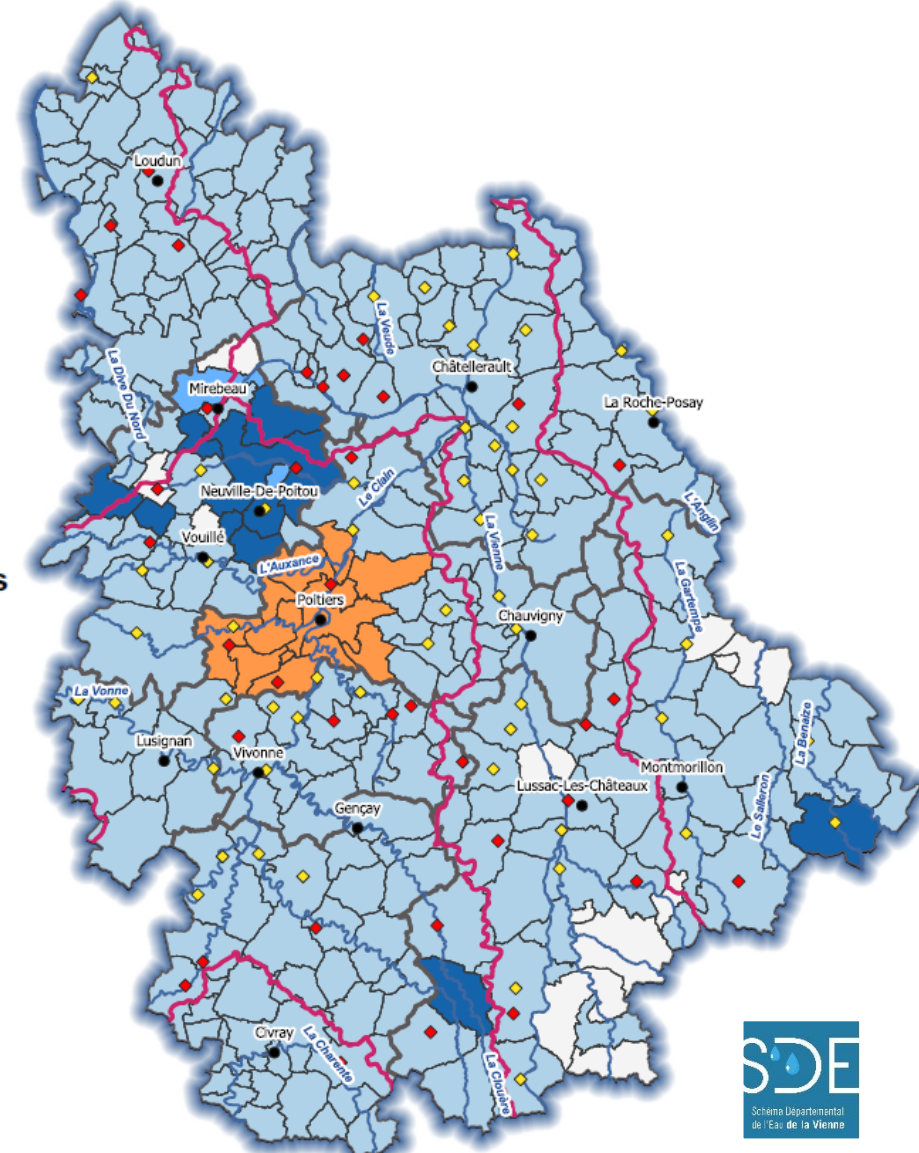 Loudun
La Veude
Châtellerault
La Dive Du Nord
Mirebeau
La Roche-Posay
Le Clain
Neuville-De-Poitou
L'Anglin
Vouillé
La Vienne
L'Auxance
s
La Gartempe
Poitiers
Chauvigny
La Vonne
La Benaize
Lusignan
Vivonne
Montmorillon
Lussac-Les-Châteaux
Le Salleron
Gençay
Civray
La Charente
La Clouère
SDE
Schéma Départemental
de l'Eau de la Vienne